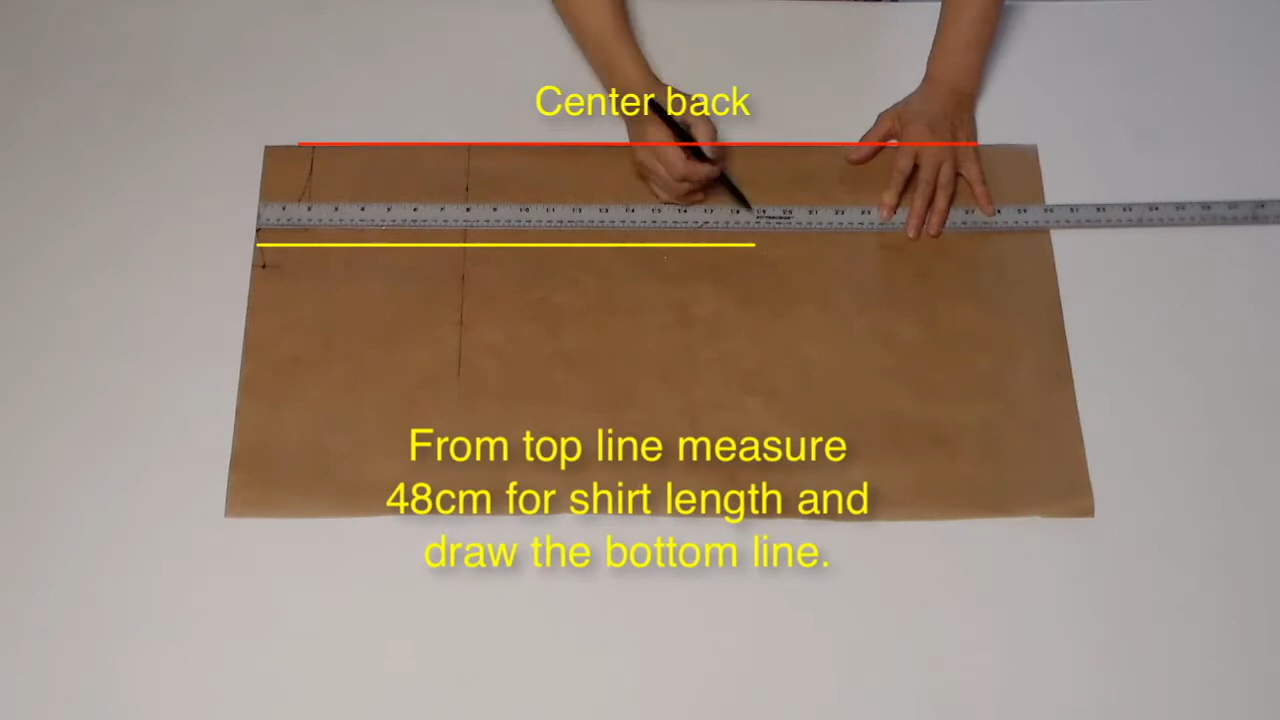 Center back
From top line measure
48cm for shirt length and
draw the bottom line.